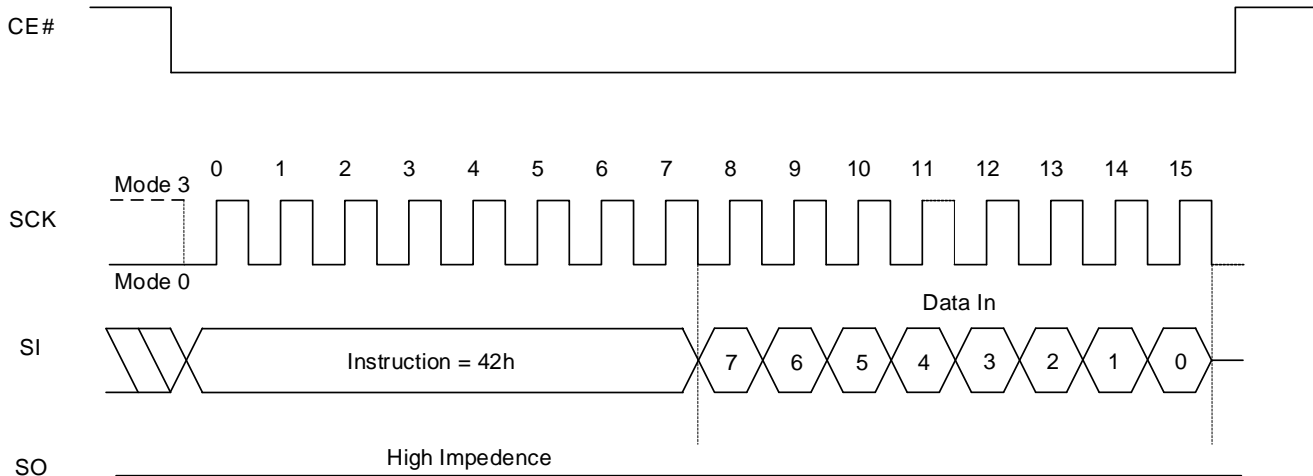 CE#
0 1 2 3 4 5 6 7 8 9 10 11 12 13 14 15
Mode 3
SCK
Mode 0
Data In
SI
Instruction = 42h
7 6 5 4 3 2 1 0
High Impedence
SO